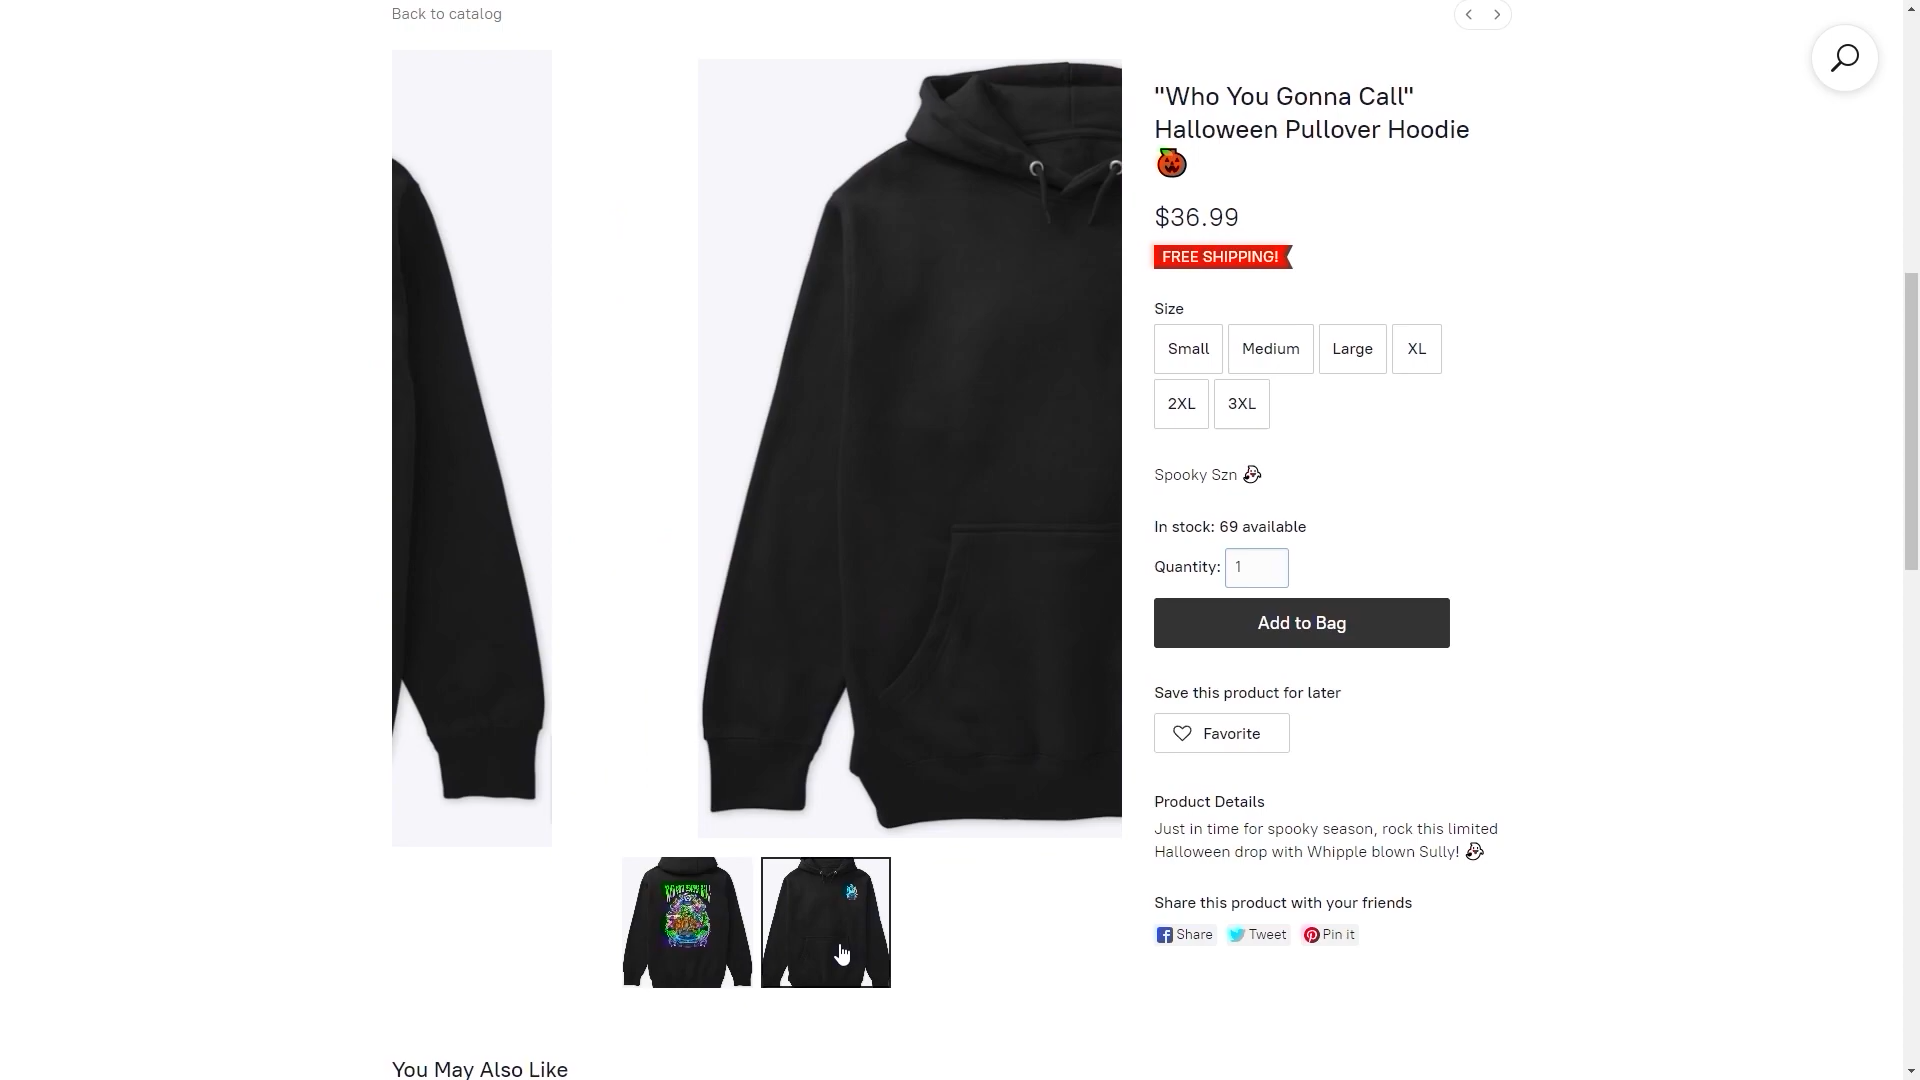 Back to catalog
"Who You Gonna Call"
Halloween Pullover Hoodie
🎃
$36.99
FREE SHIPPING!
Size
Small
Medium
Large
XL
2XL
3XL
Spooky Szn 👻
In stock: 69 available
Quantity: 1
Add to Bag
Save this product for later
Favorite
Product Details
Just in time for spooky season, rock this limited
Halloween drop with Whipple blown Sully! 👻
Share this product with your friends
Share
Tweet
Pin it
You May Also Like